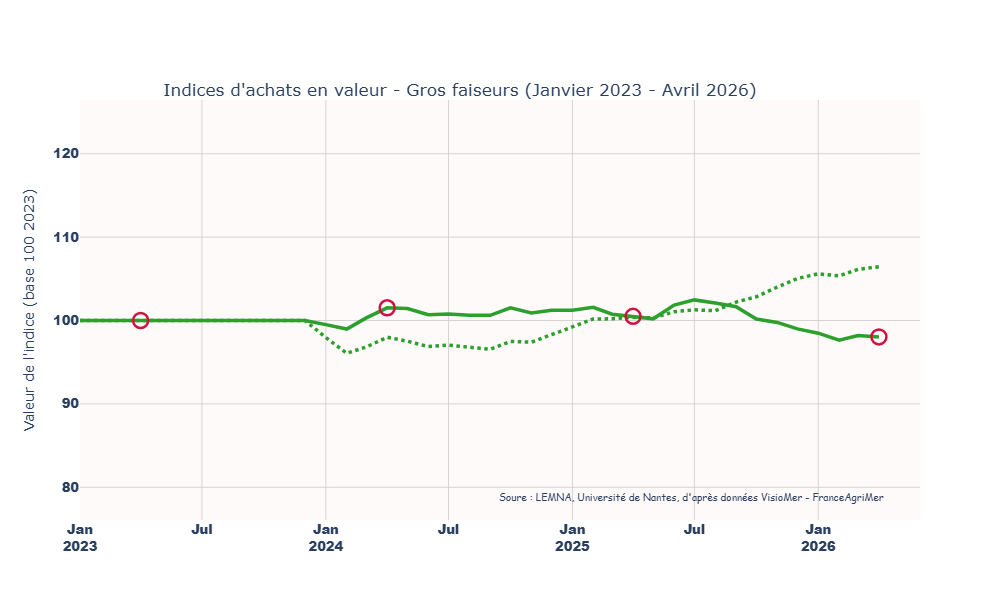 Indices d'achats en valeur - Gros faiseurs (Janvier 2023 - Avril 2026)
Valeur de l'indice (base 100 2023)
120
110
100
90
80
Soure : LEMNA, Université de Nantes, d'après données VisioMer - FranceAgriMer
Jan Jul Jan Jul Jan Jul Jan
2023 2024 2025 2026